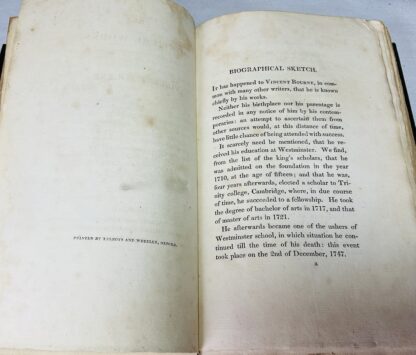 PRINTED BY TALBOYS AND WHEELER, OXFORD.
BIOGRAPHICAL SKETCH.
IT has happened to VINCENT BOURNE, in com-
mon with many other writers, that he is known
chiefly by his works.
Neither his birthplace nor his parentage is
recorded in any notice of him by his contem-
poraries: an attempt to ascertain them from
other sources would, at this distance of time,
have little chance of being attended with success.
It scarcely need be mentioned, that he re-
ceived his education at Westminster. We find,
from the list of the king's scholars, that he
was admitted on the foundation in the year
1710, at the age of fifteen; and that he was,
four years afterwards, elected a scholar to Tri-
nity college, Cambridge, where, in due course
of time, he succeeded to a fellowship. He took
the degree of bachelor of arts in 1717, and that
of master of arts in 1721.
He afterwards became one of the ushers of
Westminster school, in which situation he con-
tinued till the time of his death: this event
took place on the 2nd of December, 1747.
a